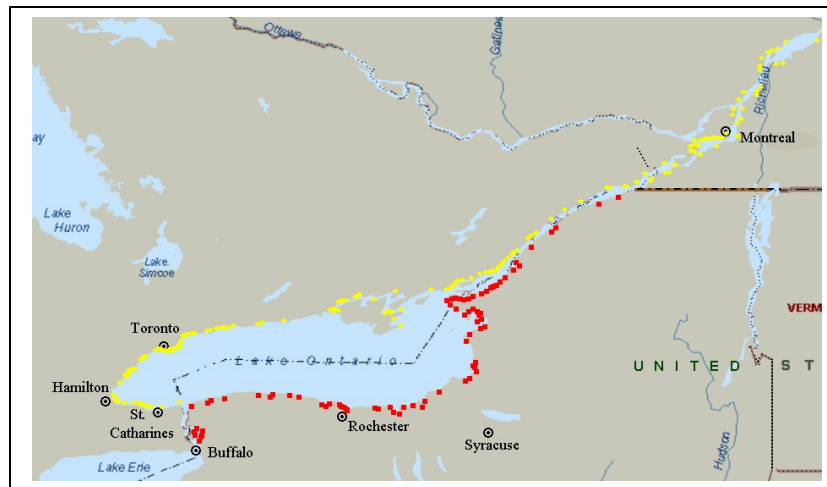 Ottawa
Gatinea
Richelieu
Montreal
ay
Lake
Huron
Lake
Simcoe
Toronto
VERM
Lake Ontario
UNITED ST
Hamilton
St.
Catharines
Rochester
Buffalo
Syracuse
Hudson
Lake Erie